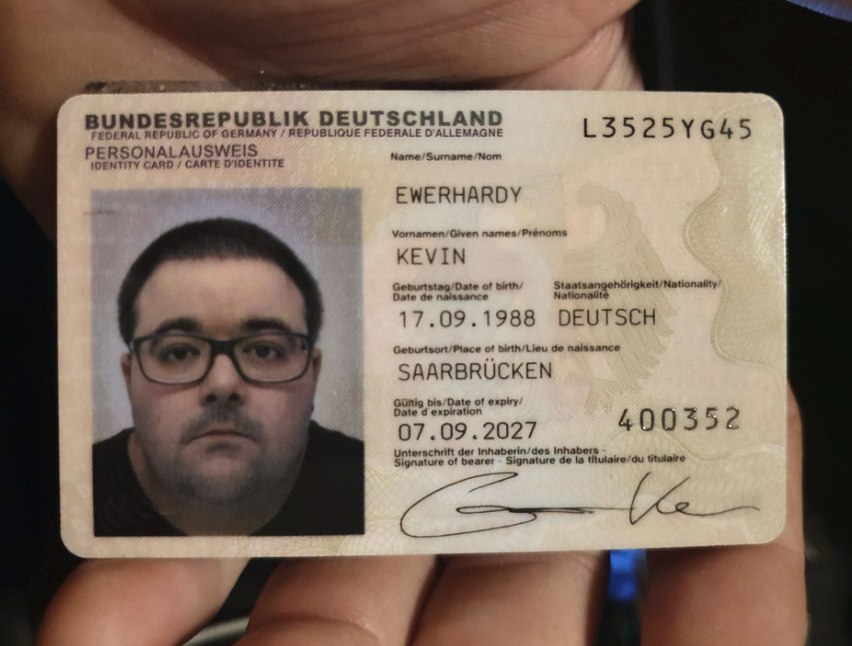 BUNDESREPUBLIK DEUTSCHLAND
FEDERAL REPUBLIC OF GERMANY / REPUBLIQUE FEDERALE D'ALLEMAGNE
PERSONALAUSWEIS
IDENTITY CARD / CARTE D'IDENTITE
L3525YG45
Name/Surname/Nom
EWERHARDY
Vornamen/Given names/Prénoms
KEVIN
Geburtstag/Date of birth/
Date de naissance
Staatsangehörigkeit/Nationality/
Nationalité
17.09.1988 DEUTSCH
Geburtsort/Place of birth/Lieu de naissance
SAARBRÜCKEN
Gültig bis/Date of expiry/
Date d expiration
07.09.2027
400352
Unterschrift der Inhaberin/des Inhabers -
Signature of bearer - Signature de la titulaire/du titulaire